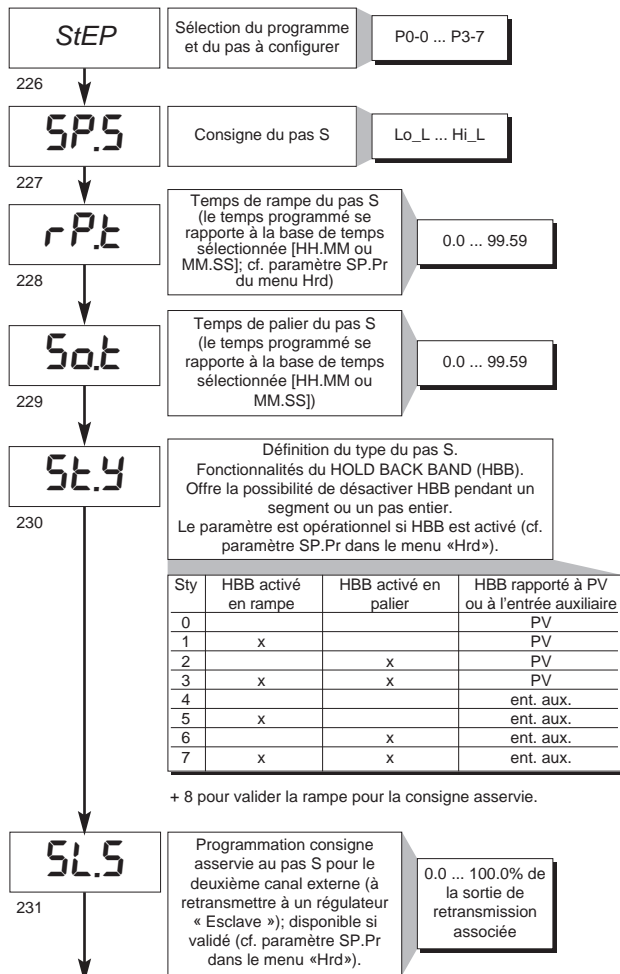 StEP
Sélection du programme
et du pas à configurer
P0-0 ... P3-7
226
SP.S
Consigne du pas S
Lo_L ... Hi_L
227
rP.t
Temps de rampe du pas S
(le temps programmé se
rapporte à la base de temps
sélectionnée [HH.MM ou
MM.SS]; cf. paramètre SP.Pr
du menu Hrd)
0.0 ... 99.59
228
So.t
Temps de palier du pas S
(le temps programmé se
rapporte à la base de temps
sélectionnée [HH.MM ou
MM.SS])
0.0 ... 99.59
229
St.Y
Définition du type du pas S.
Fonctionnalités du HOLD BACK BAND (HBB).
Offre la possibilité de désactiver HBB pendant un
segment ou un pas entier.
Le paramètre est opérationnel si HBB est activé (cf.
paramètre SP.Pr dans le menu «Hrd»).
230
Sty HBB activé HBB activé en HBB rapporté à PV
en rampe palier ou à l'entrée auxiliaire
0 PV
1 x PV
2 x PV
3 x x PV
4 ent. aux.
5 x ent. aux.
6 x ent. aux.
7 x x ent. aux.
+ 8 pour valider la rampe pour la consigne asservie.
SL.S
Programmation consigne
asservie au pas S pour le
deuxième canal externe (à
retransmettre à un régulateur
« Esclave »); disponible si
validé (cf. paramètre SP.Pr
dans le menu «Hrd»).
0.0 ... 100.0% de
la sortie de
retransmission
associée
231